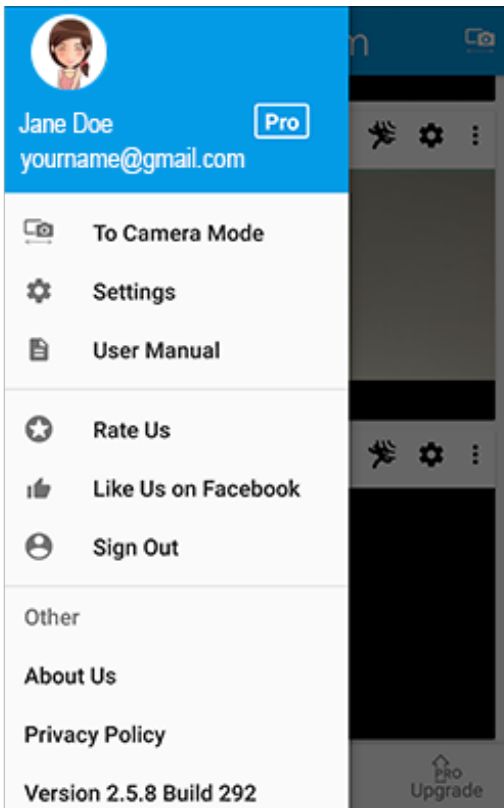 m
Jane Doe
Pro
yourname@gmail.com
To Camera Mode
Settings
User Manual
Rate Us
Like Us on Facebook
Sign Out
Other
About Us
Privacy Policy
Version 2.5.8 Build 292
PRO
Upgrade